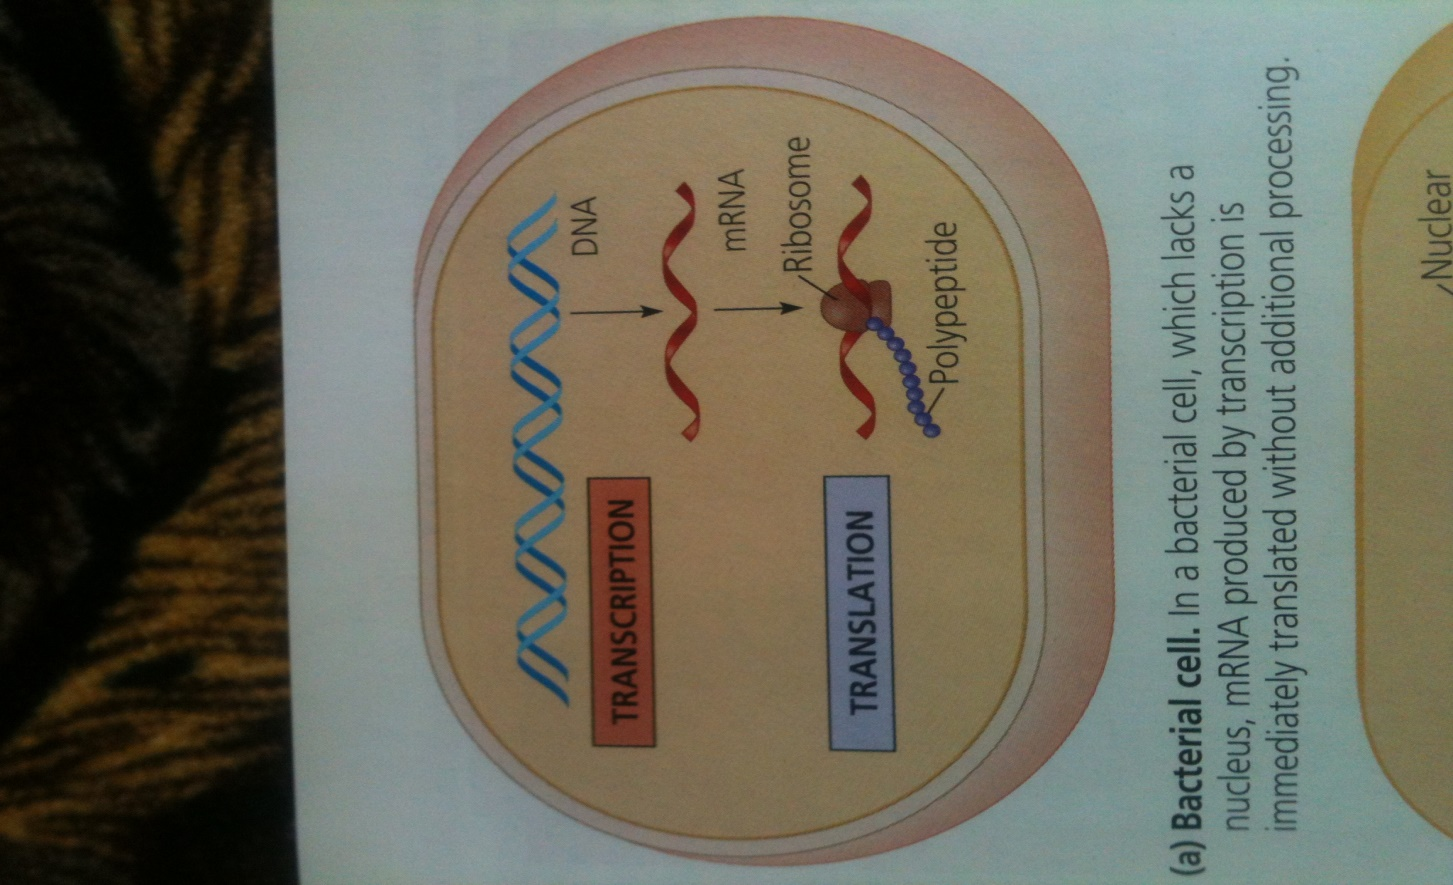 DNA
TRANSCRIPTION
mRNA
Ribosome
TRANSLATION
Polypeptide
(a) Bacterial cell. In a bacterial cell, which lacks a
nucleus, mRNA produced by transcription is
immediately translated without additional processing.
Nuclear